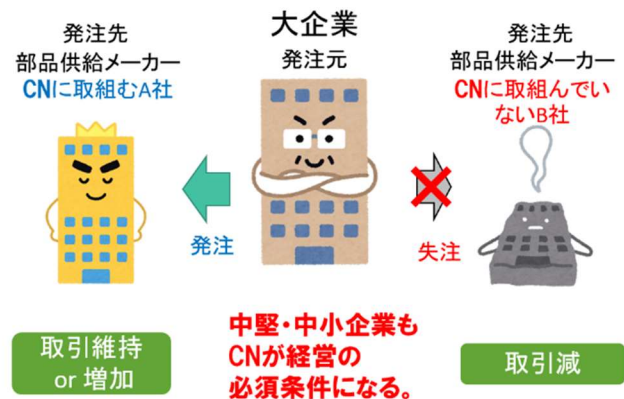 発注先
部品供給メーカー
CNに取組むA社
大企業
発注元
発注先
部品供給メーカー
CNに取組んでい
ないB社
発注
失注
取引維持
or 増加
中堅・中小企業も
CNが経営の
必須条件になる。
取引減